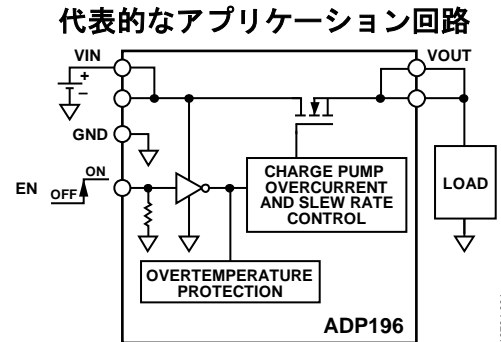 代表的なアプリケーション回路
VIN
VOUT
+
–
GND
EN
ON
OFF
CHARGE PUMP
OVERCURRENT
AND SLEW RATE
CONTROL
LOAD
OVERTEMPERATURE
PROTECTION
ADP196